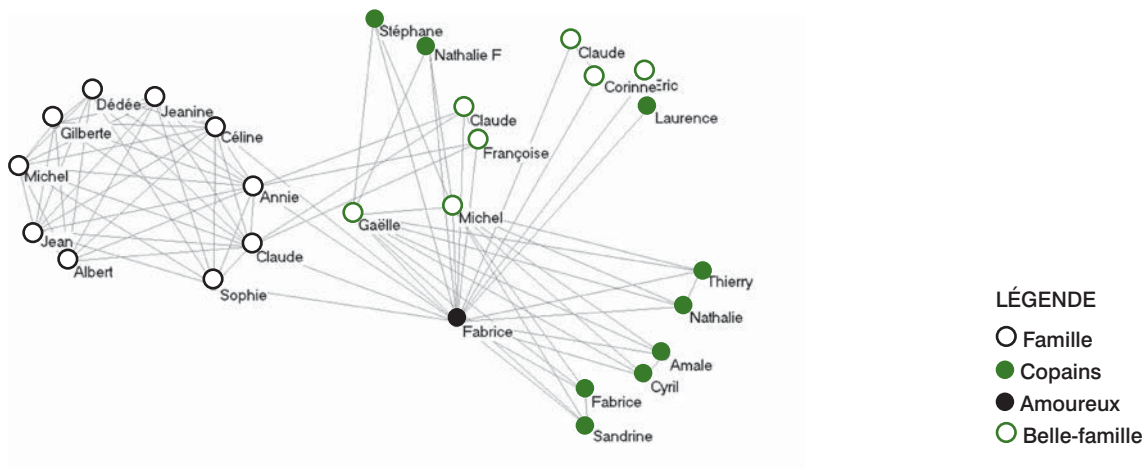 Stéphane
Nathalie F
Claude
Corinne
Eric
Laurence
Dédée
Jeanine
Gilberte
Céline
Claude
Françoise
Michel
Annie
Gaëlle
Michel
Jean
Claude
Albert
Sophie
Thierry
Nathalie
Fabrice
Amale
Cyril
Fabrice
Sandrine
LÉGENDE
Famille
Copains
Amoureux
Belle-famille